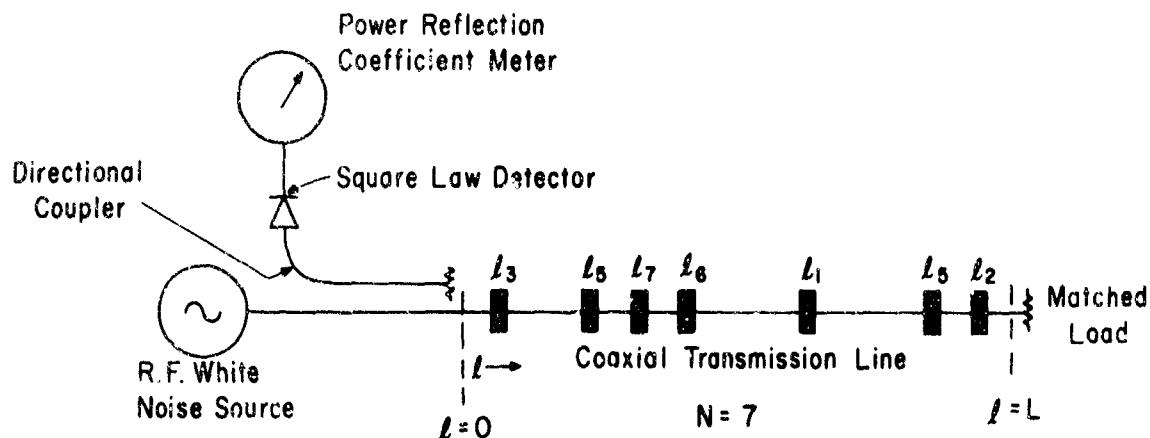 Power Reflection
Coefficient Meter
Directional
Coupler
Square Law Detector
ℓ3 ℓ5 ℓ7 ℓ6 ℓ1 ℓ5 ℓ2
Matched
Load
ℓ →
Coaxial Transmission Line
R.F. White
Noise Source
ℓ = 0
N = 7
ℓ = L